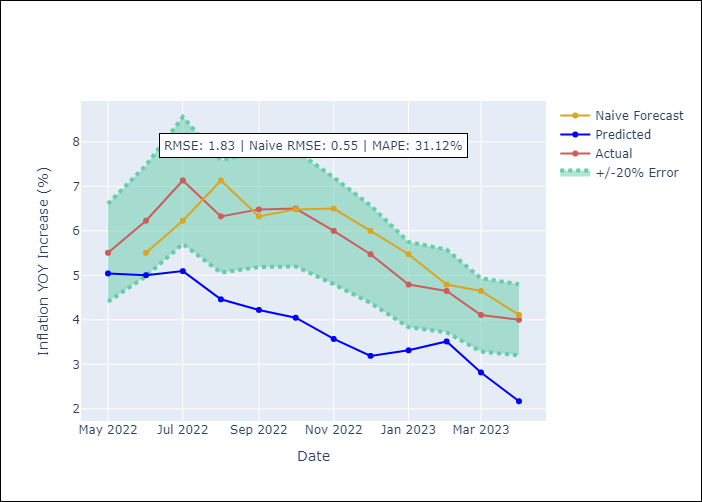 RMSE: 1.83 | Naive RMSE: 0.55 | MAPE: 31.12%
Naive Forecast
Predicted
Actual
+/-20% Error
8
7
6
5
4
3
2
Inflation YOY Increase (%)
May 2022
Jul 2022
Sep 2022
Nov 2022
Jan 2023
Mar 2023
Date